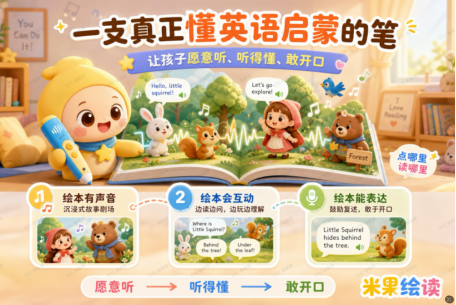 You
Can Do
It!
一支真正懂英语启蒙的笔
让孩子愿意听、听得懂、敢开口
Hello, little
squirrel!
Let's go
explore!
Forest
I Love
Reading
点哪里
读哪里
绘本有声音
沉浸式故事剧场
2
绘本会互动
边读边问,边玩边理解
Where is
Little Squirrel?
Behind
the tree!
Under
the leaf!
绘本能表达
鼓励复述,敢于开口
Little Squirrel
hides behind
the tree.
愿意听
听得懂
敢开口
米果绘读